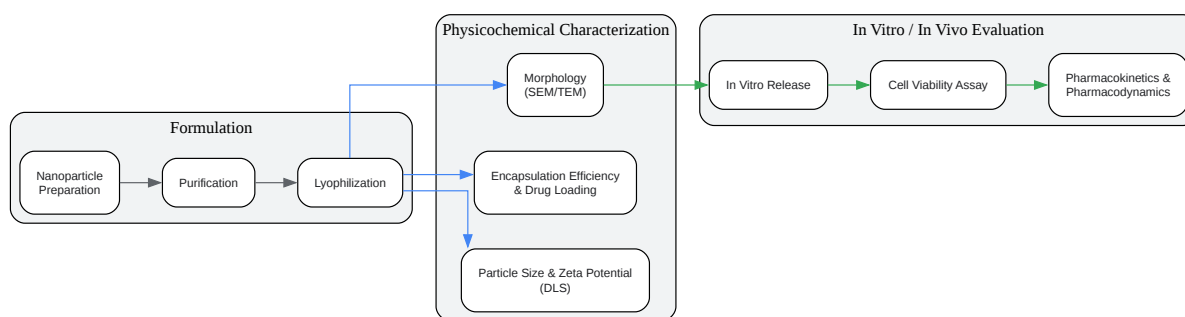 Formulation
Nanoparticle
Preparation
Purification
Lyophilization
Physicochemical Characterization
Morphology
(SEM/TEM)
Encapsulation Efficiency
& Drug Loading
Particle Size & Zeta Potential
(DLS)
In Vitro / In Vivo Evaluation
In Vitro Release
Cell Viability Assay
Pharmacokinetics &
Pharmacodynamics